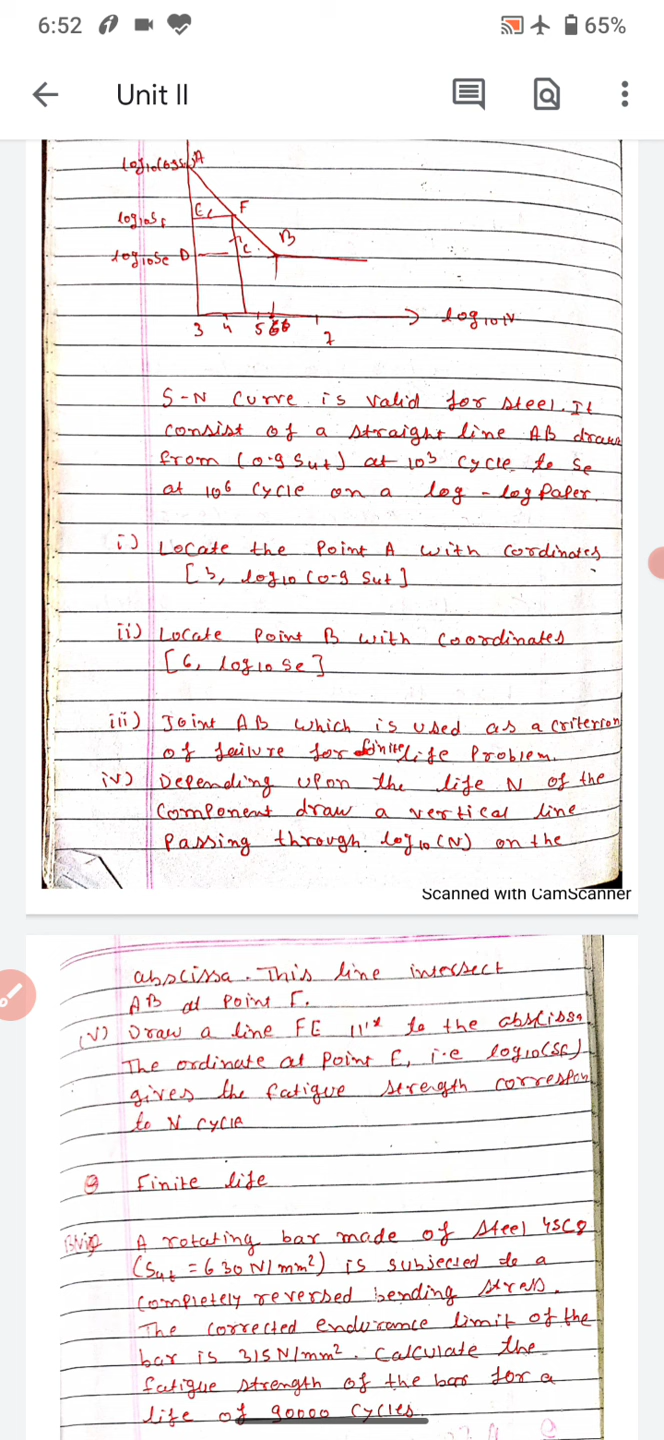 6:52
65%
Unit II
log10(0.9Sut) A
log10Sf E F
log10Se D C B
3 4 5 6
7
log10N
S-N Curve is valid for steel. It
consist of a straight line AB draw
from (0.9 Sut) at 10³ cycle to Se
at 10⁶ cycle on a log-log Paper.
i) Locate the Point A with cordinates
[3, log10 (0.9 Sut]
ii) Locate Point B with Coordinates
[6, log10 Se]
iii) Joint AB which is used as a criterion
of failure for finite life Problem.
iv) Depending upon the life N of the
Component draw a vertical line
Passing through log10(N) on the
Scanned with CamScanner
abscissa. This line intersect
AB at Point F.
(v) Draw a line FE ||'l to the abscissa
The ordinate at Point E, i.e log10(Sf)
gives the fatigue strength correspon
to N cycle
Finite life
A rotating bar made of steel 45C8
(Sut = 630 N/mm²) is subjected to a
completely reversed bending stress.
The corrected endurance limit of the
bar is 315 N/mm². Calculate the
fatigue strength of the bar for a
life of 90000 cycles